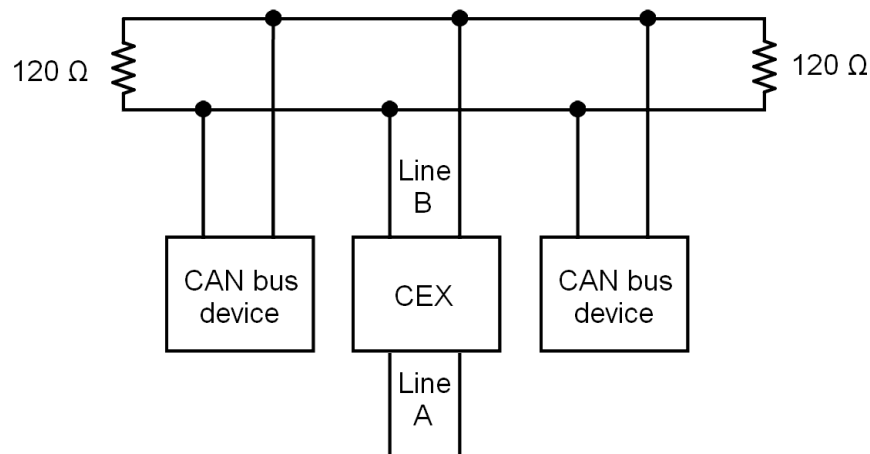 120 Ω
120 Ω
Line
B
CAN bus
device
CEX
CAN bus
device
Line
A